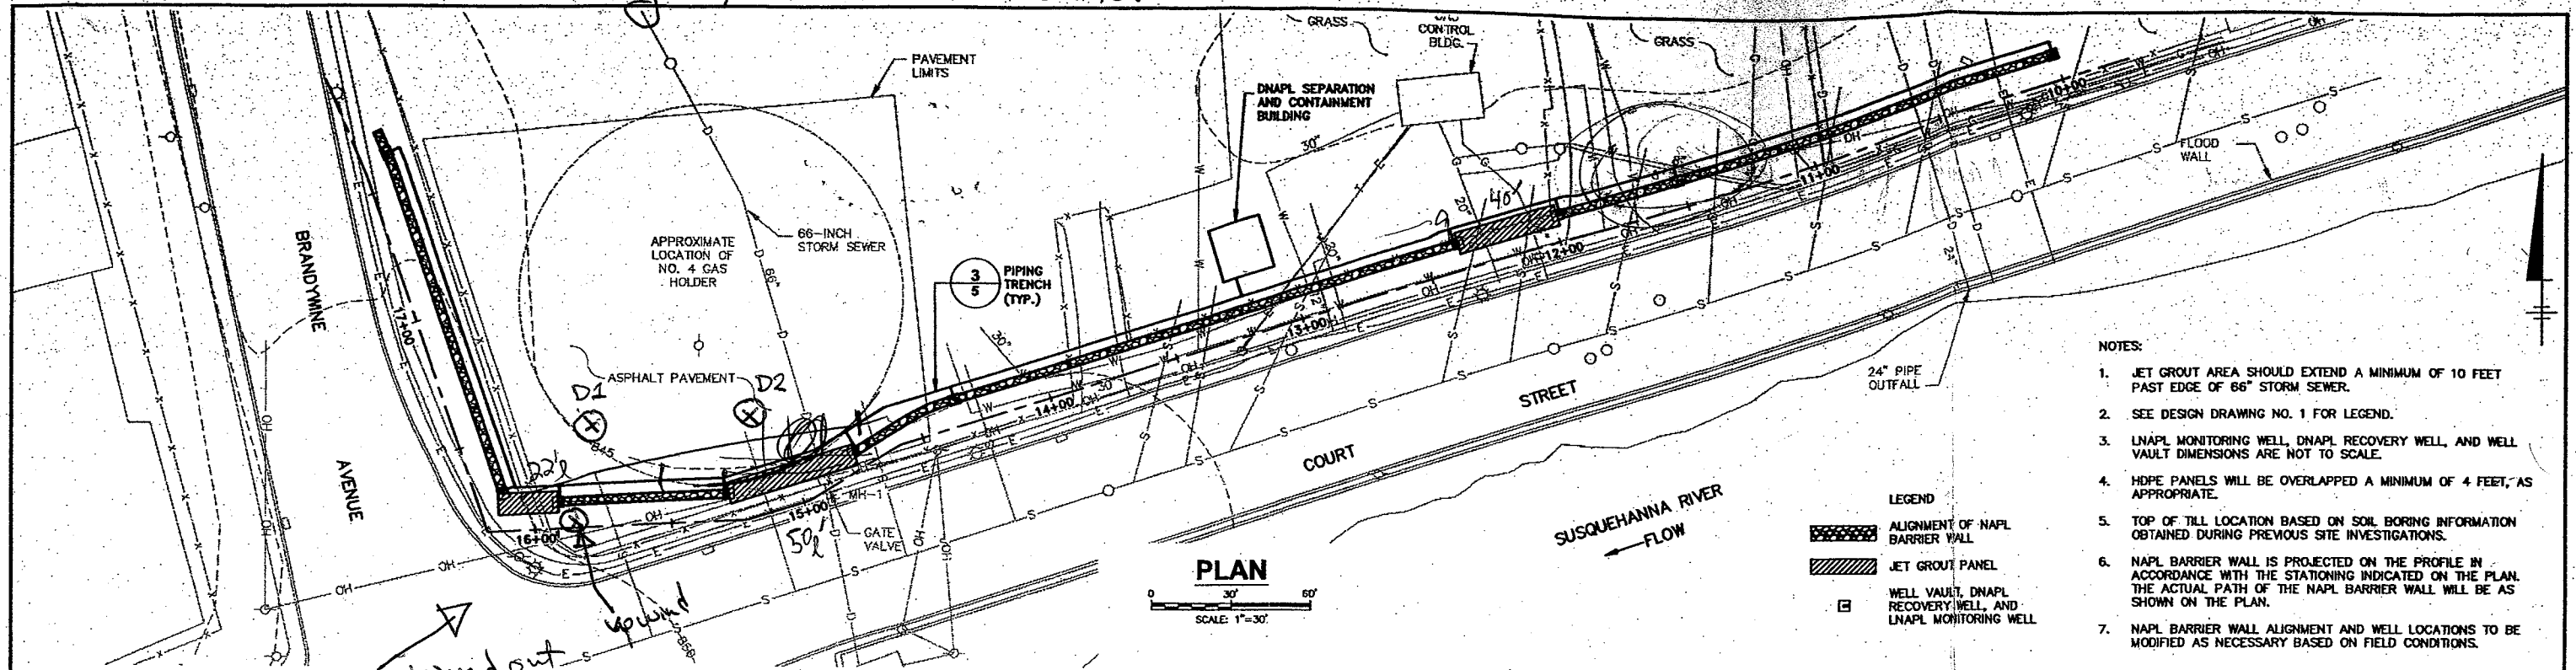 GRASS
CONTROL
BLDG.
GRASS
PAVEMENT
LIMITS
DNAPL SEPARATION
AND CONTAINMENT
BUILDING
30"
FLOOD
WALL
10+00
11+00
40'
20"
12+00
24"
BRANDYWINE
66-INCH
STORM SEWER
APPROXIMATE
LOCATION OF
NO. 4 GAS
HOLDER
66"
3
5
PIPING
TRENCH
(TYP.)
20"
13+00
17+00
30"
ASPHALT PAVEMENT
D1
D2
14+00
30"
24" PIPE
OUTFALL
STREET
COURT
845
22'
AVENUE
MH-1
15+00
GATE
VALVE
50'
16+00
upwind
850
wind out
SUSQUEHANNA RIVER
FLOW
PLAN
0 30' 60'
SCALE: 1"=30'
LEGEND
ALIGNMENT OF NAPL
BARRIER WALL
JET GROUT PANEL
WELL VAULT, DNAPL
RECOVERY WELL, AND
LNAPL MONITORING WELL
NOTES:
1. JET GROUT AREA SHOULD EXTEND A MINIMUM OF 10 FEET
PAST EDGE OF 66" STORM SEWER.
2. SEE DESIGN DRAWING NO. 1 FOR LEGEND.
3. LNAPL MONITORING WELL, DNAPL RECOVERY WELL, AND WELL
VAULT DIMENSIONS ARE NOT TO SCALE.
4. HDPE PANELS WILL BE OVERLAPPED A MINIMUM OF 4 FEET, AS
APPROPRIATE.
5. TOP OF TILL LOCATION BASED ON SOIL BORING INFORMATION
OBTAINED DURING PREVIOUS SITE INVESTIGATIONS.
6. NAPL BARRIER WALL IS PROJECTED ON THE PROFILE IN
ACCORDANCE WITH THE STATIONING INDICATED ON THE PLAN.
THE ACTUAL PATH OF THE NAPL BARRIER WALL WILL BE AS
SHOWN ON THE PLAN.
7. NAPL BARRIER WALL ALIGNMENT AND WELL LOCATIONS TO BE
MODIFIED AS NECESSARY BASED ON FIELD CONDITIONS.